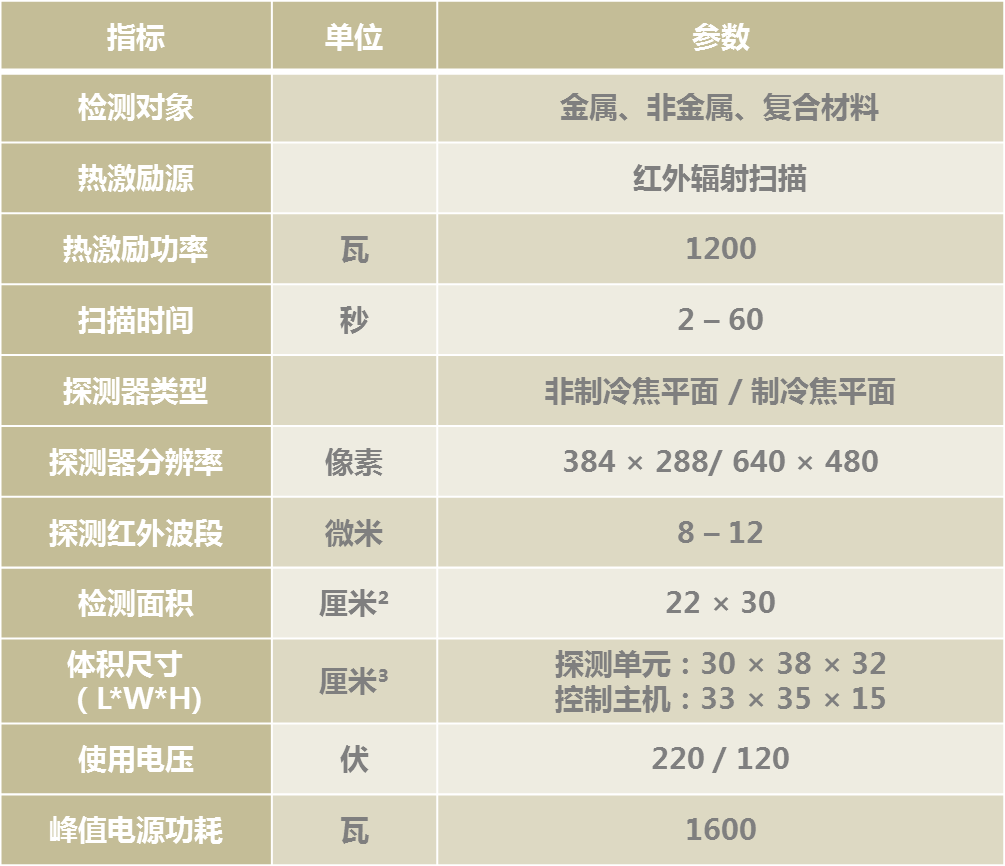 指标 单位 参数
检测对象 金属、非金属、复合材料
热激励源 红外辐射扫描
热激励功率 瓦 1200
扫描时间 秒 2 – 60
探测器类型 非制冷焦平面 / 制冷焦平面
探测器分辨率 像素 384 × 288/ 640 × 480
探测红外波段 微米 8 – 12
检测面积 厘米² 22 × 30
体积尺寸 厘米³ 探测单元：30 × 38 × 32
（L*W*H) 控制主机：33 × 35 × 15
使用电压 伏 220 / 120
峰值电源功耗 瓦 1600